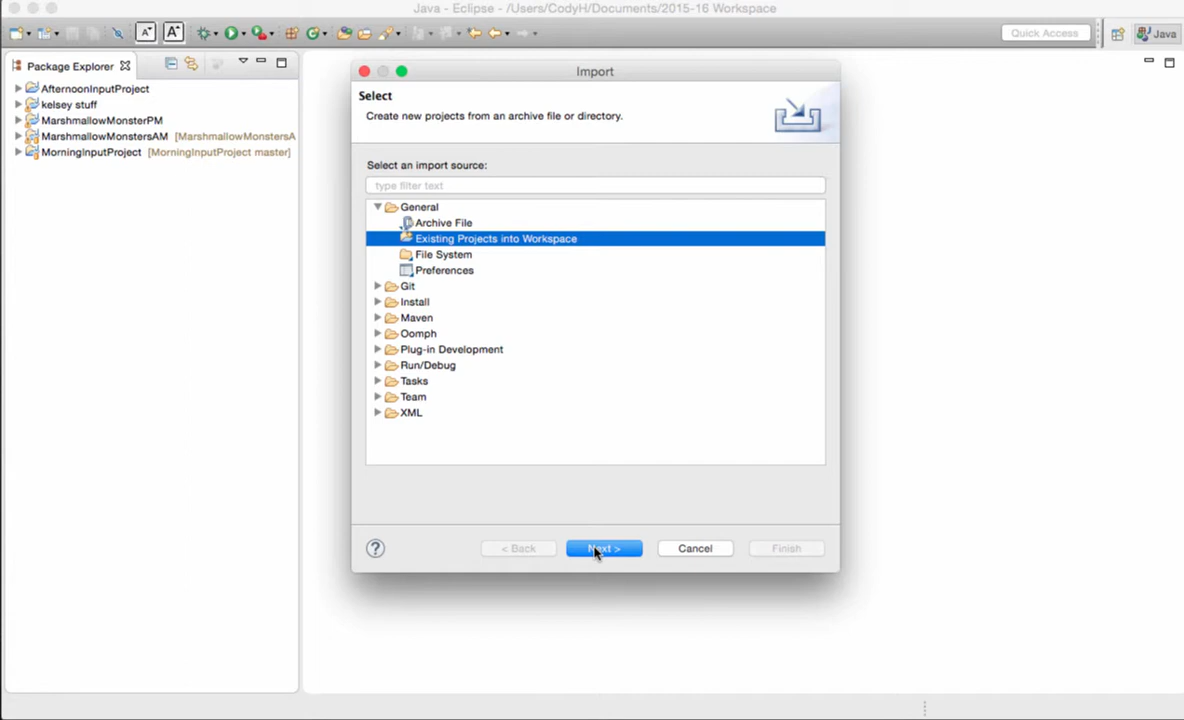 Java - Eclipse - /Users/CodyH/Documents/2015-16 Workspace
A A Quick Access Java
Package Explorer
AfternoonInputProject
kelsey stuff
MarshmallowMonsterPM
MarshmallowMonstersAM [MarshmallowMonstersA
MorningInputProject [MorningInputProject master]
Import
Select
Create new projects from an archive file or directory.
Select an import source:
type filter text
General
Archive File
Existing Projects into Workspace
File System
Preferences
Git
Install
Maven
Oomph
Plug-in Development
Run/Debug
Tasks
Team
XML
? < Back Next > Cancel Finish